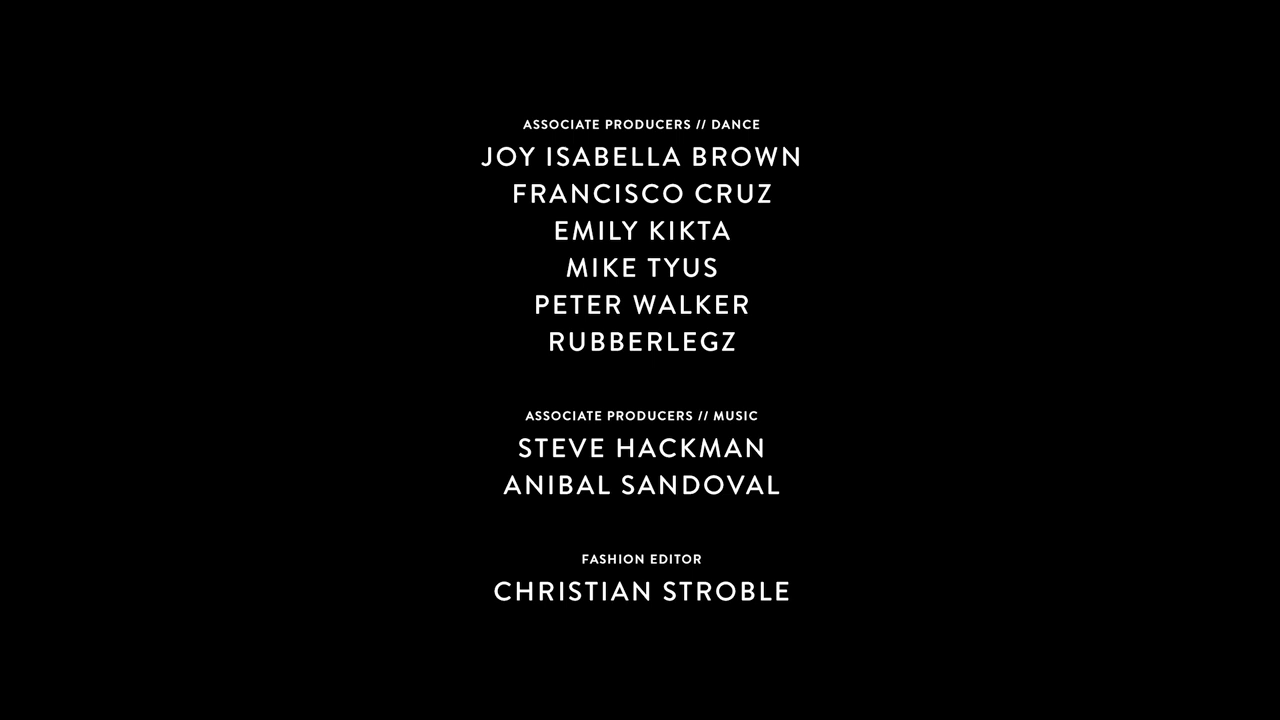 ASSOCIATE PRODUCERS // DANCE
JOY ISABELLA BROWN
FRANCISCO CRUZ
EMILY KIKTA
MIKE TYUS
PETER WALKER
RUBBERLEGZ
ASSOCIATE PRODUCERS // MUSIC
STEVE HACKMAN
ANIBAL SANDOVAL
FASHION EDITOR
CHRISTIAN STROBLE